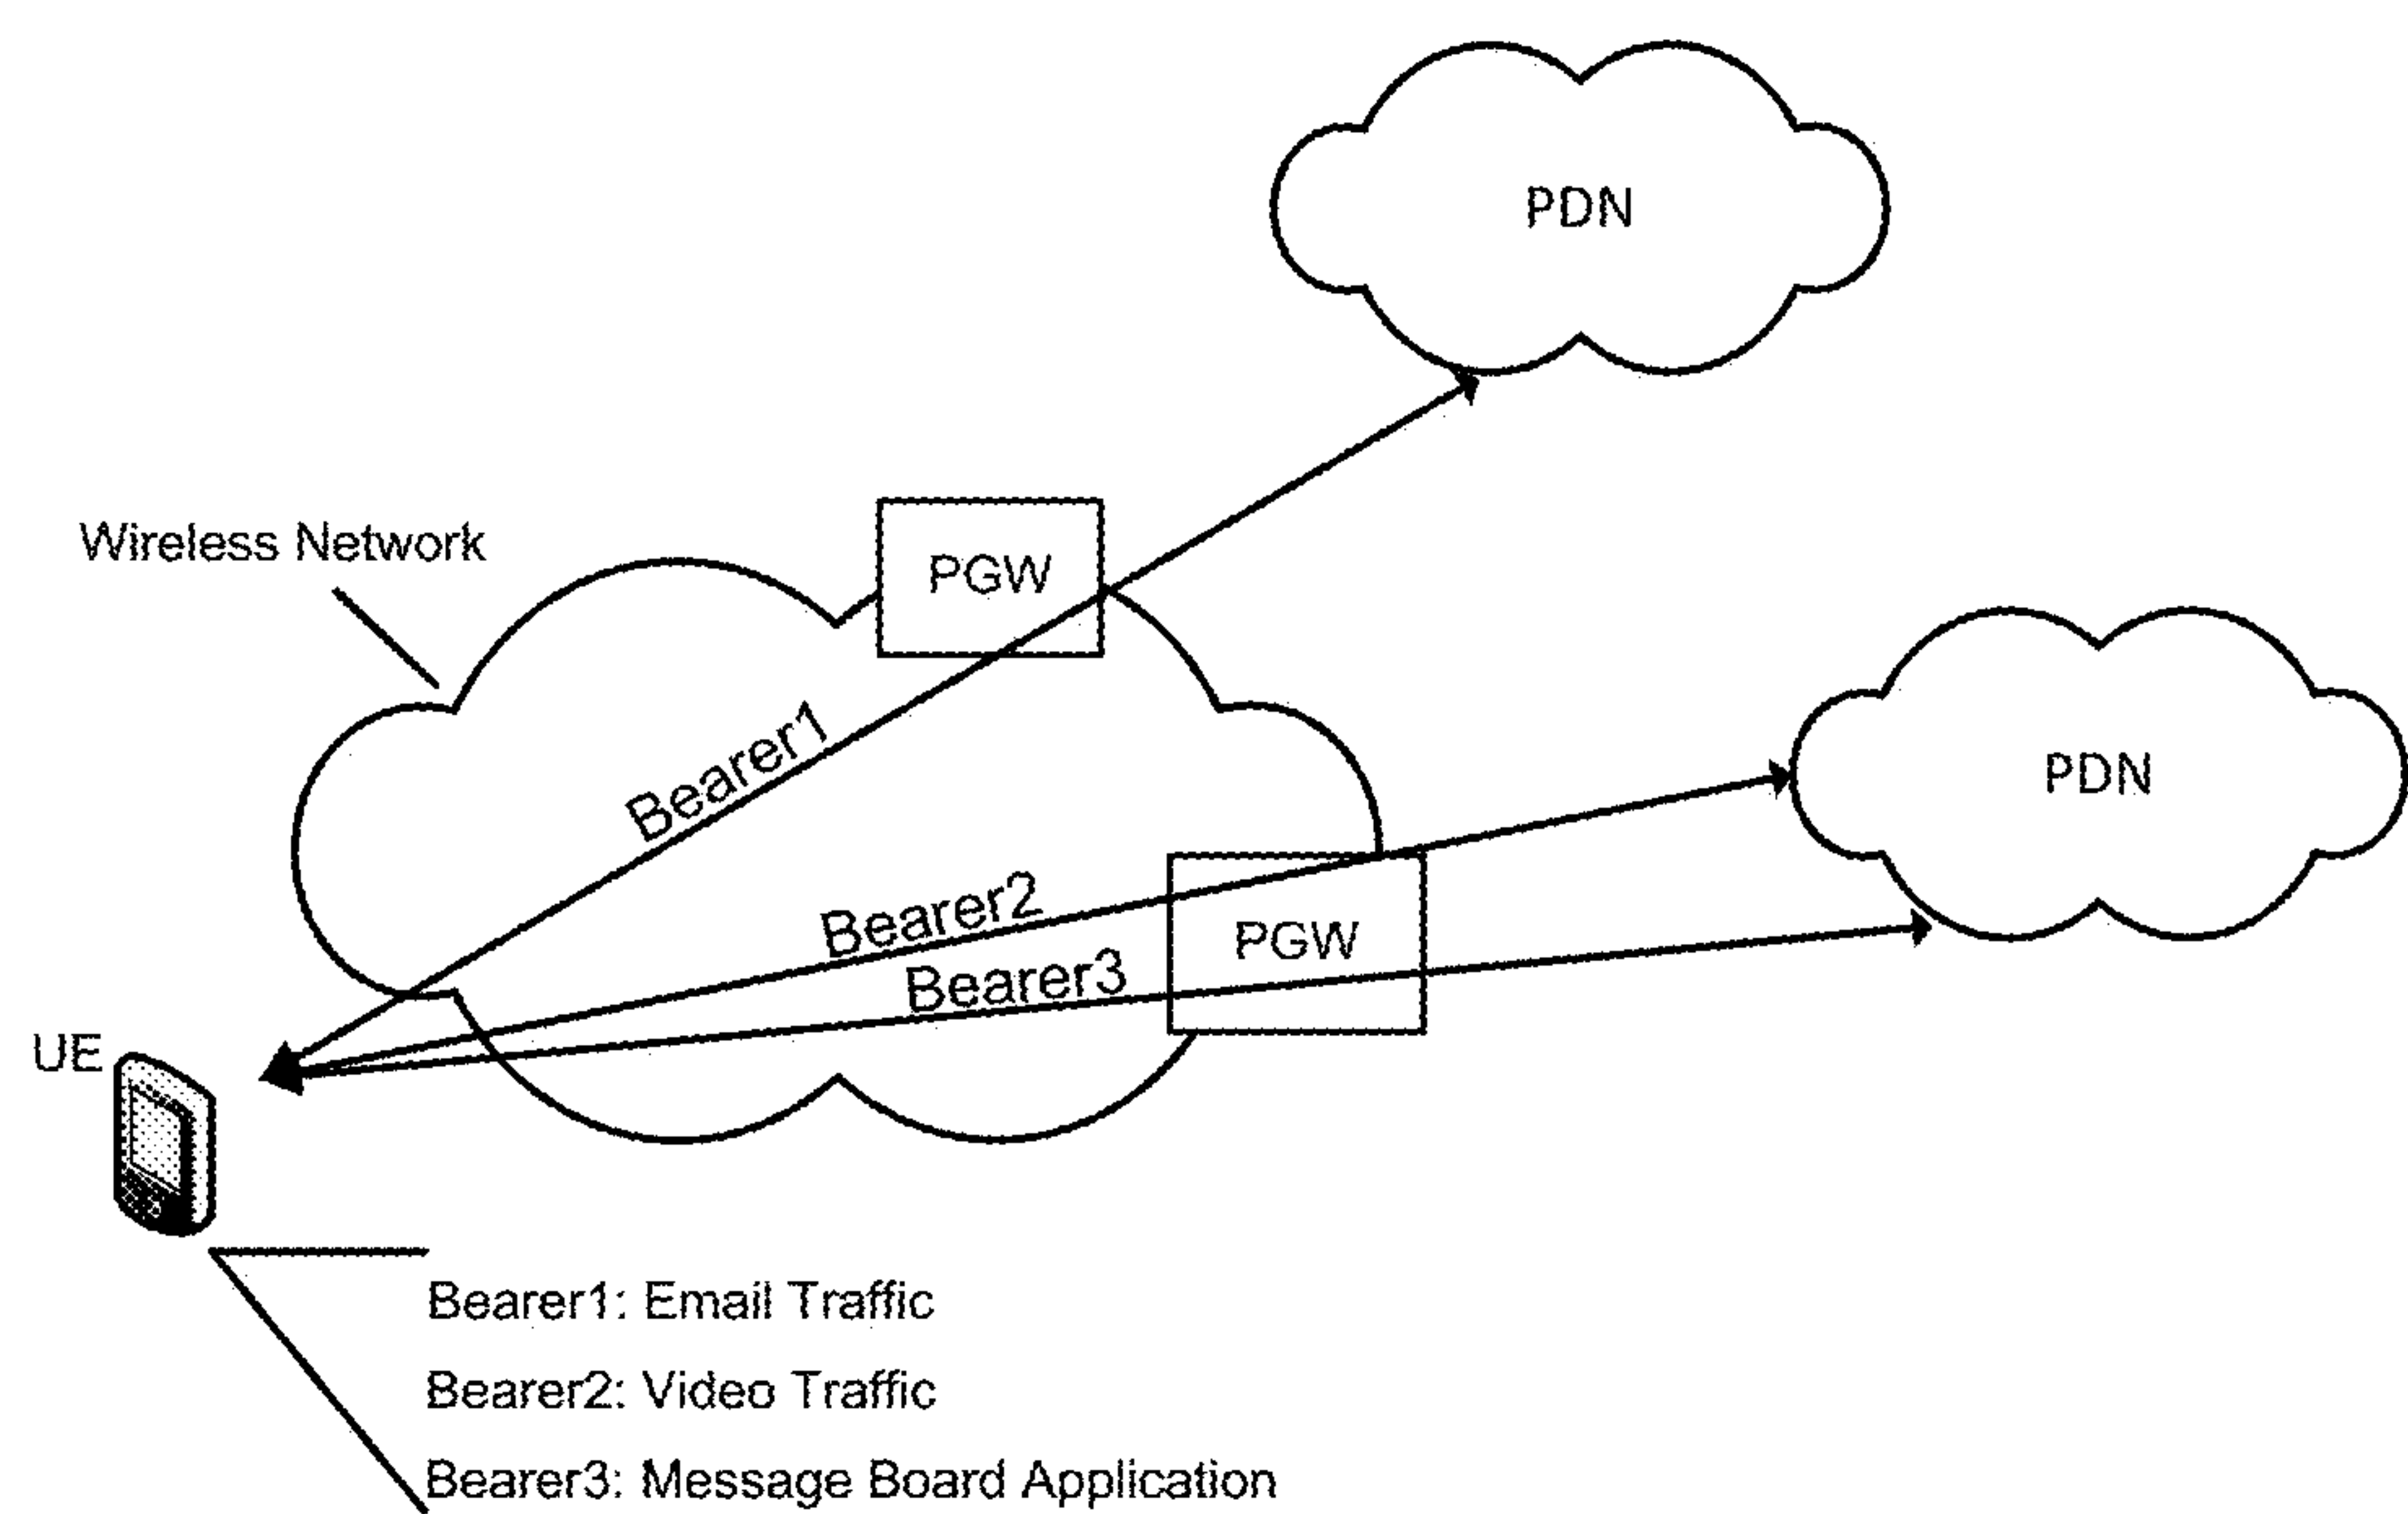 PDN
Wireless Network
PGW
Bearer1
PDN
Bearer2
PGW
Bearer3
UE
Bearer1: Email Traffic
Bearer2: Video Traffic
Bearer3: Message Board Application